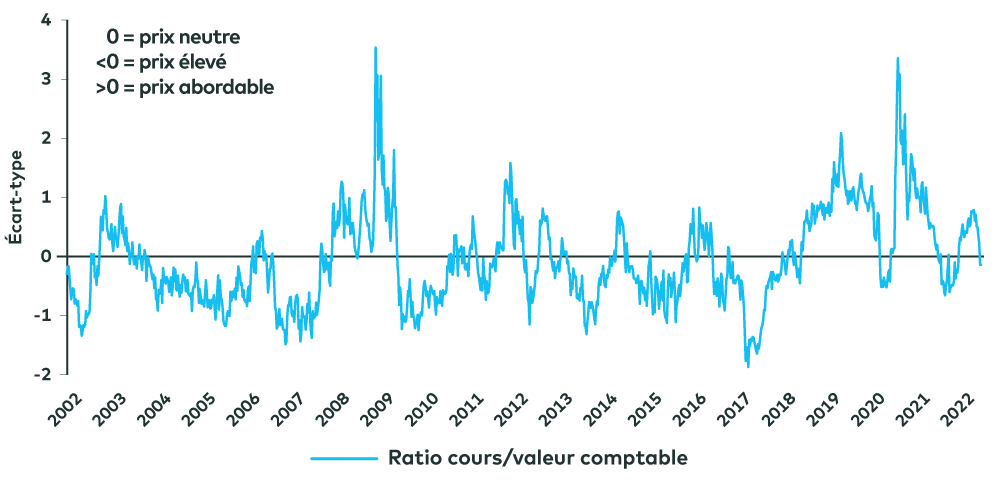 4
3
2
1
0
-1
-2
Écart-type
0 = prix neutre
<0 = prix élevé
>0 = prix abordable
2002 2003 2004 2005 2006 2007 2008 2009 2010 2011 2012 2013 2014 2015 2016 2017 2018 2019 2020 2021 2022
Ratio cours/valeur comptable